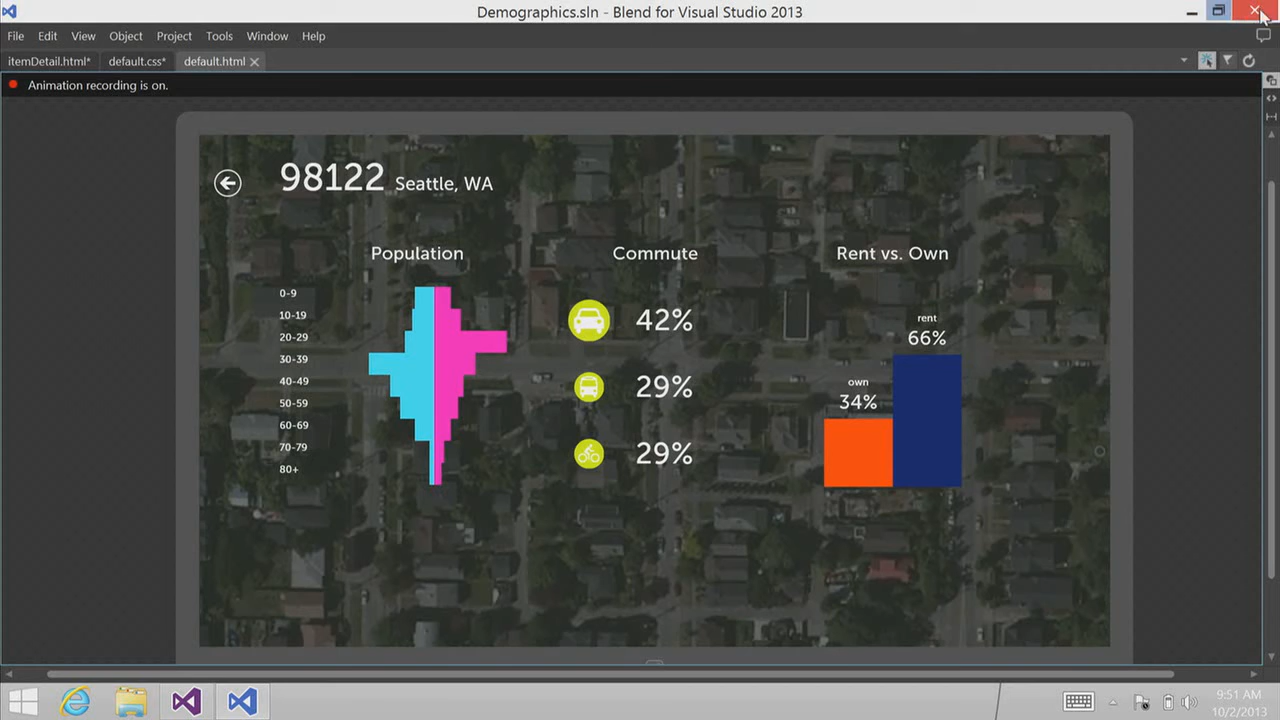 Demographics.sln - Blend for Visual Studio 2013
File Edit View Object Project Tools Window Help
itemDetail.html* default.css* default.html
Animation recording is on.
98122 Seattle, WA
Population Commute Rent vs. Own
0-9
10-19
20-29
30-39
40-49
50-59
60-69
70-79
80+
42%
29%
29%
rent
66%
own
34%
9:51 AM
10/2/2013